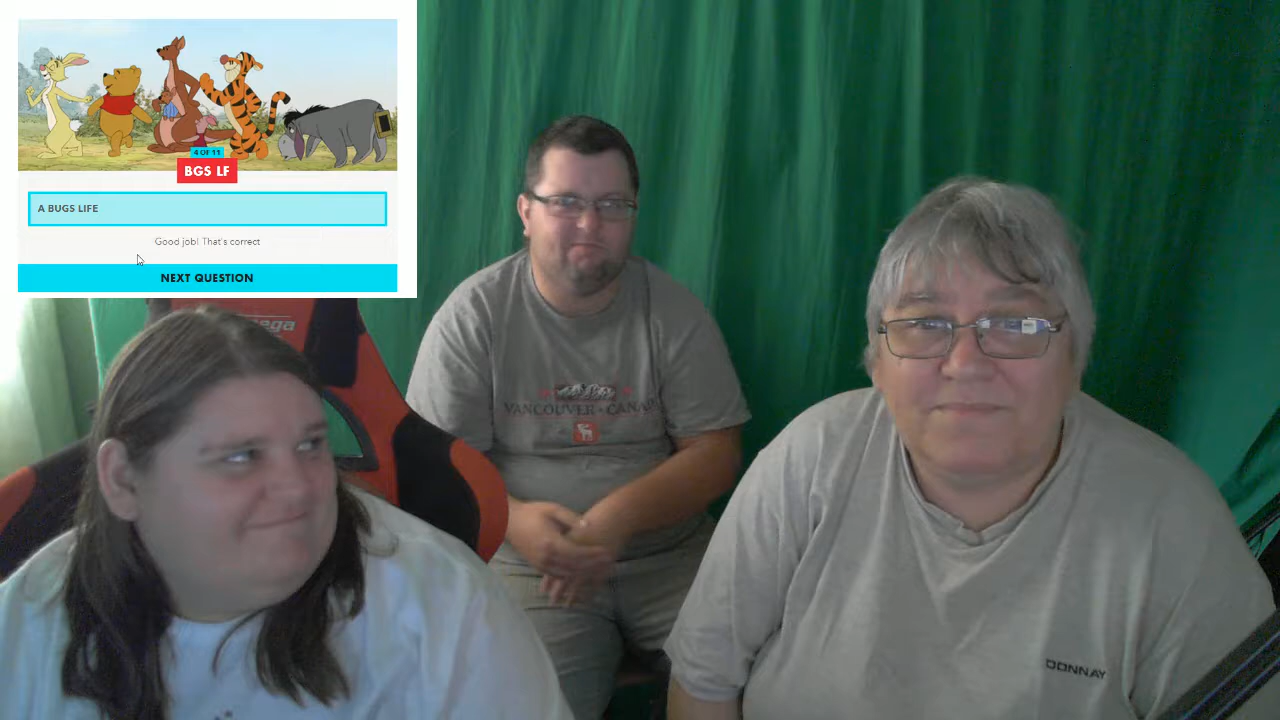 4 OF 11
BGS LF
A BUGS LIFE
Good job! That's correct
NEXT QUESTION
VANCOUVER • CANADA
DONNAY